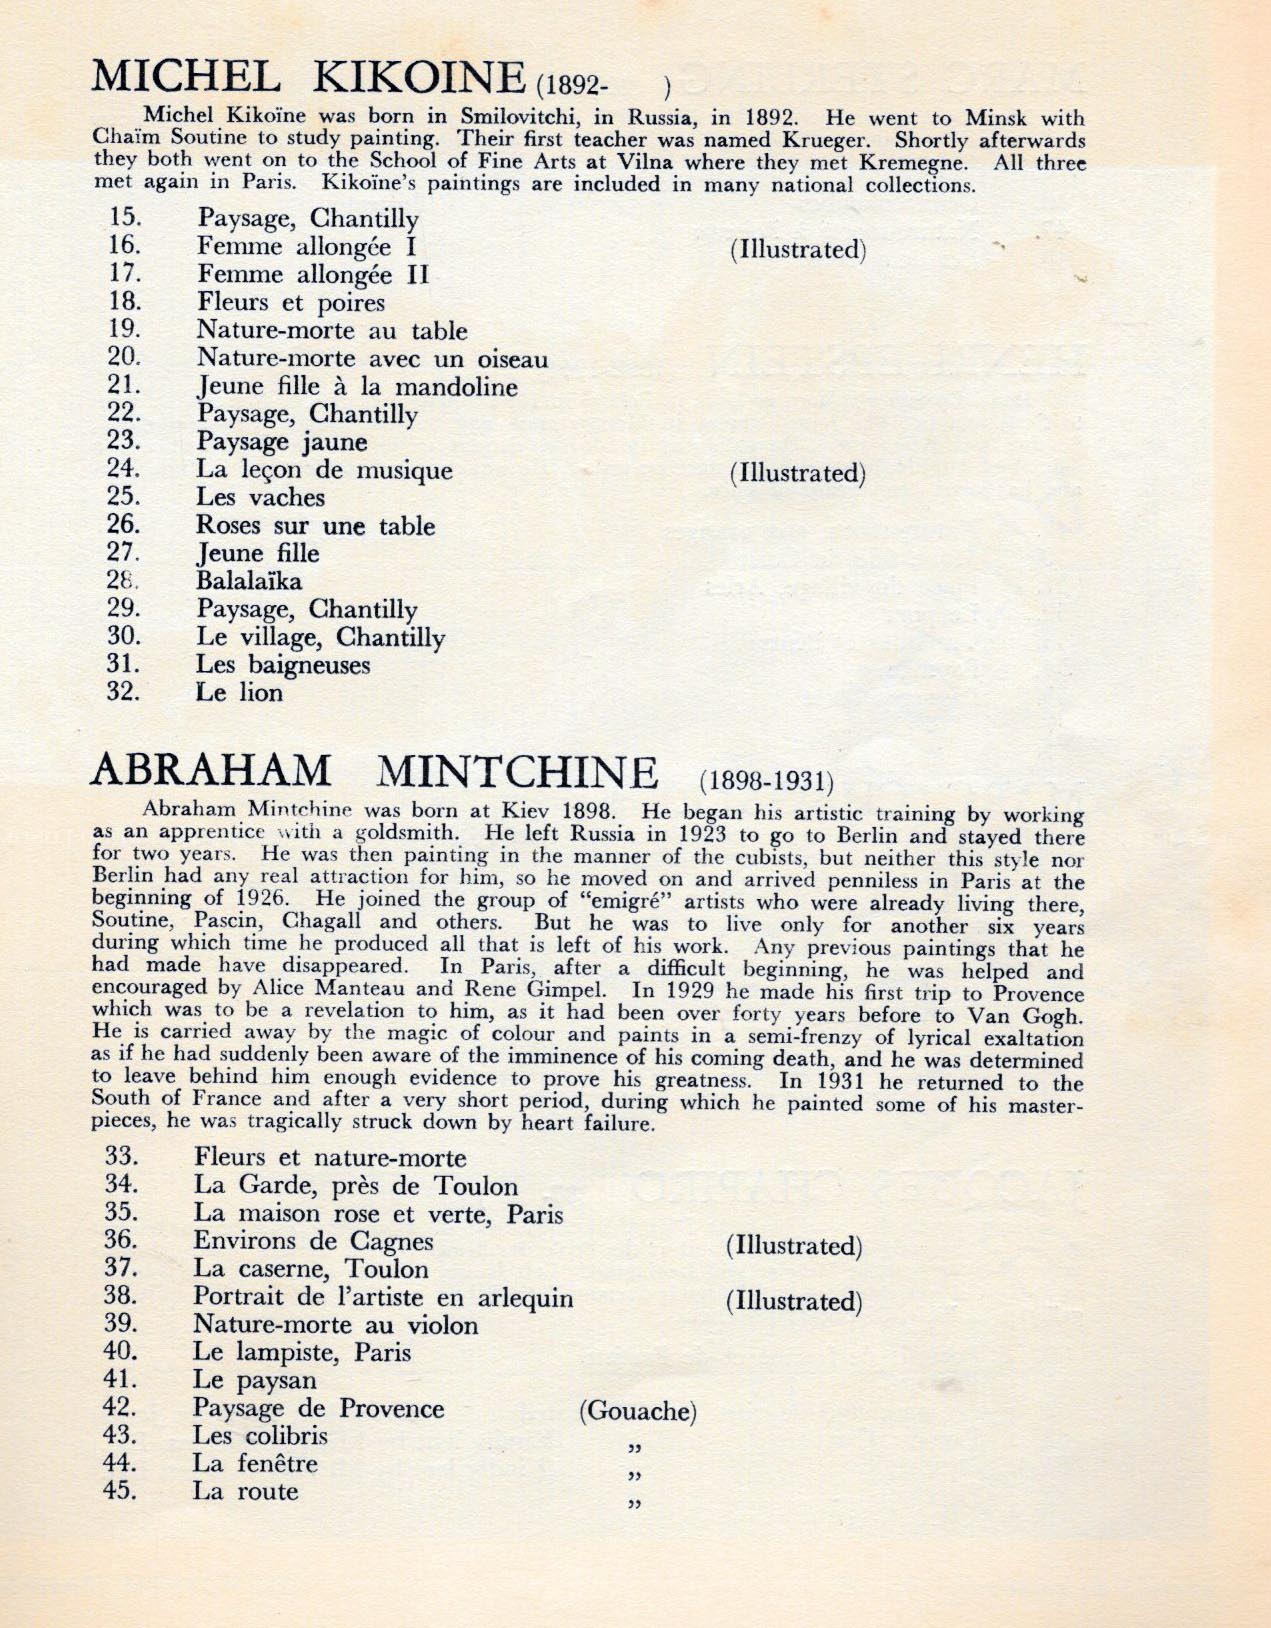 MICHEL KIKOINE (1892-      )
Michel Kikoïne was born in Smilovitchi, in Russia, in 1892. He went to Minsk with
Chaïm Soutine to study painting. Their first teacher was named Krueger. Shortly afterwards
they both went on to the School of Fine Arts at Vilna where they met Kremegne. All three
met again in Paris. Kikoïne's paintings are included in many national collections.
15. Paysage, Chantilly
16. Femme allongée I (Illustrated)
17. Femme allongée II
18. Fleurs et poires
19. Nature-morte au table
20. Nature-morte avec un oiseau
21. Jeune fille à la mandoline
22. Paysage, Chantilly
23. Paysage jaune
24. La leçon de musique (Illustrated)
25. Les vaches
26. Roses sur une table
27. Jeune fille
28. Balalaïka
29. Paysage, Chantilly
30. Le village, Chantilly
31. Les baigneuses
32. Le lion
ABRAHAM MINTCHINE (1898-1931)
Abraham Mintchine was born at Kiev 1898. He began his artistic training by working
as an apprentice with a goldsmith. He left Russia in 1923 to go to Berlin and stayed there
for two years. He was then painting in the manner of the cubists, but neither this style nor
Berlin had any real attraction for him, so he moved on and arrived penniless in Paris at the
beginning of 1926. He joined the group of "emigré" artists who were already living there,
Soutine, Pascin, Chagall and others. But he was to live only for another six years
during which time he produced all that is left of his work. Any previous paintings that he
had made have disappeared. In Paris, after a difficult beginning, he was helped and
encouraged by Alice Manteau and Rene Gimpel. In 1929 he made his first trip to Provence
which was to be a revelation to him, as it had been over forty years before to Van Gogh.
He is carried away by the magic of colour and paints in a semi-frenzy of lyrical exaltation
as if he had suddenly been aware of the imminence of his coming death, and he was determined
to leave behind him enough evidence to prove his greatness. In 1931 he returned to the
South of France and after a very short period, during which he painted some of his master-
pieces, he was tragically struck down by heart failure.
33. Fleurs et nature-morte
34. La Garde, près de Toulon
35. La maison rose et verte, Paris
36. Environs de Cagnes (Illustrated)
37. La caserne, Toulon
38. Portrait de l'artiste en arlequin (Illustrated)
39. Nature-morte au violon
40. Le lampiste, Paris
41. Le paysan
42. Paysage de Provence (Gouache)
43. Les colibris ,,
44. La fenêtre ,,
45. La route ,,